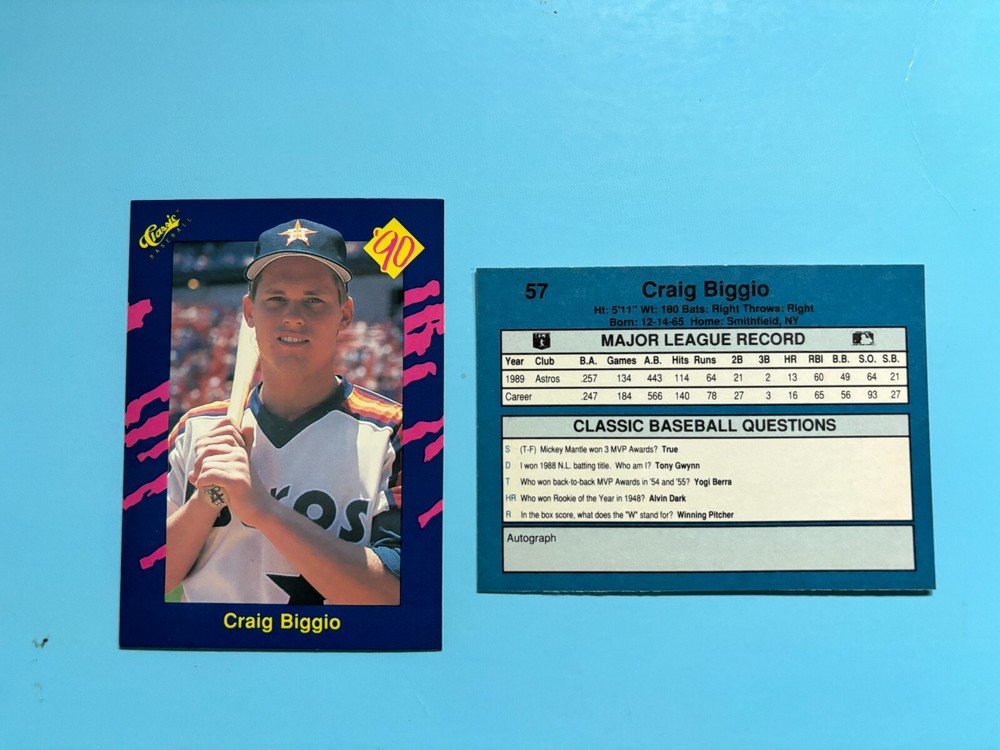 Classic™
BASEBALL
'90
ros
Craig Biggio
57
Craig Biggio
Ht: 5'11" Wt: 180 Bats: Right Throws: Right
Born: 12-14-65 Home: Smithfield, NY
MAJOR LEAGUE RECORD
Year Club B.A. Games A.B. Hits Runs 2B 3B HR RBI B.B. S.O. S.B.
1989 Astros .257 134 443 114 64 21 2 13 60 49 64 21
Career .247 184 566 140 78 27 3 16 65 56 93 27
CLASSIC BASEBALL QUESTIONS
S (T-F) Mickey Mantle won 3 MVP Awards? True
D I won 1988 N.L. batting title. Who am I? Tony Gwynn
T Who won back-to-back MVP Awards in '54 and '55? Yogi Berra
HR Who won Rookie of the Year in 1948? Alvin Dark
R In the box score, what does the "W" stand for? Winning Pitcher
Autograph